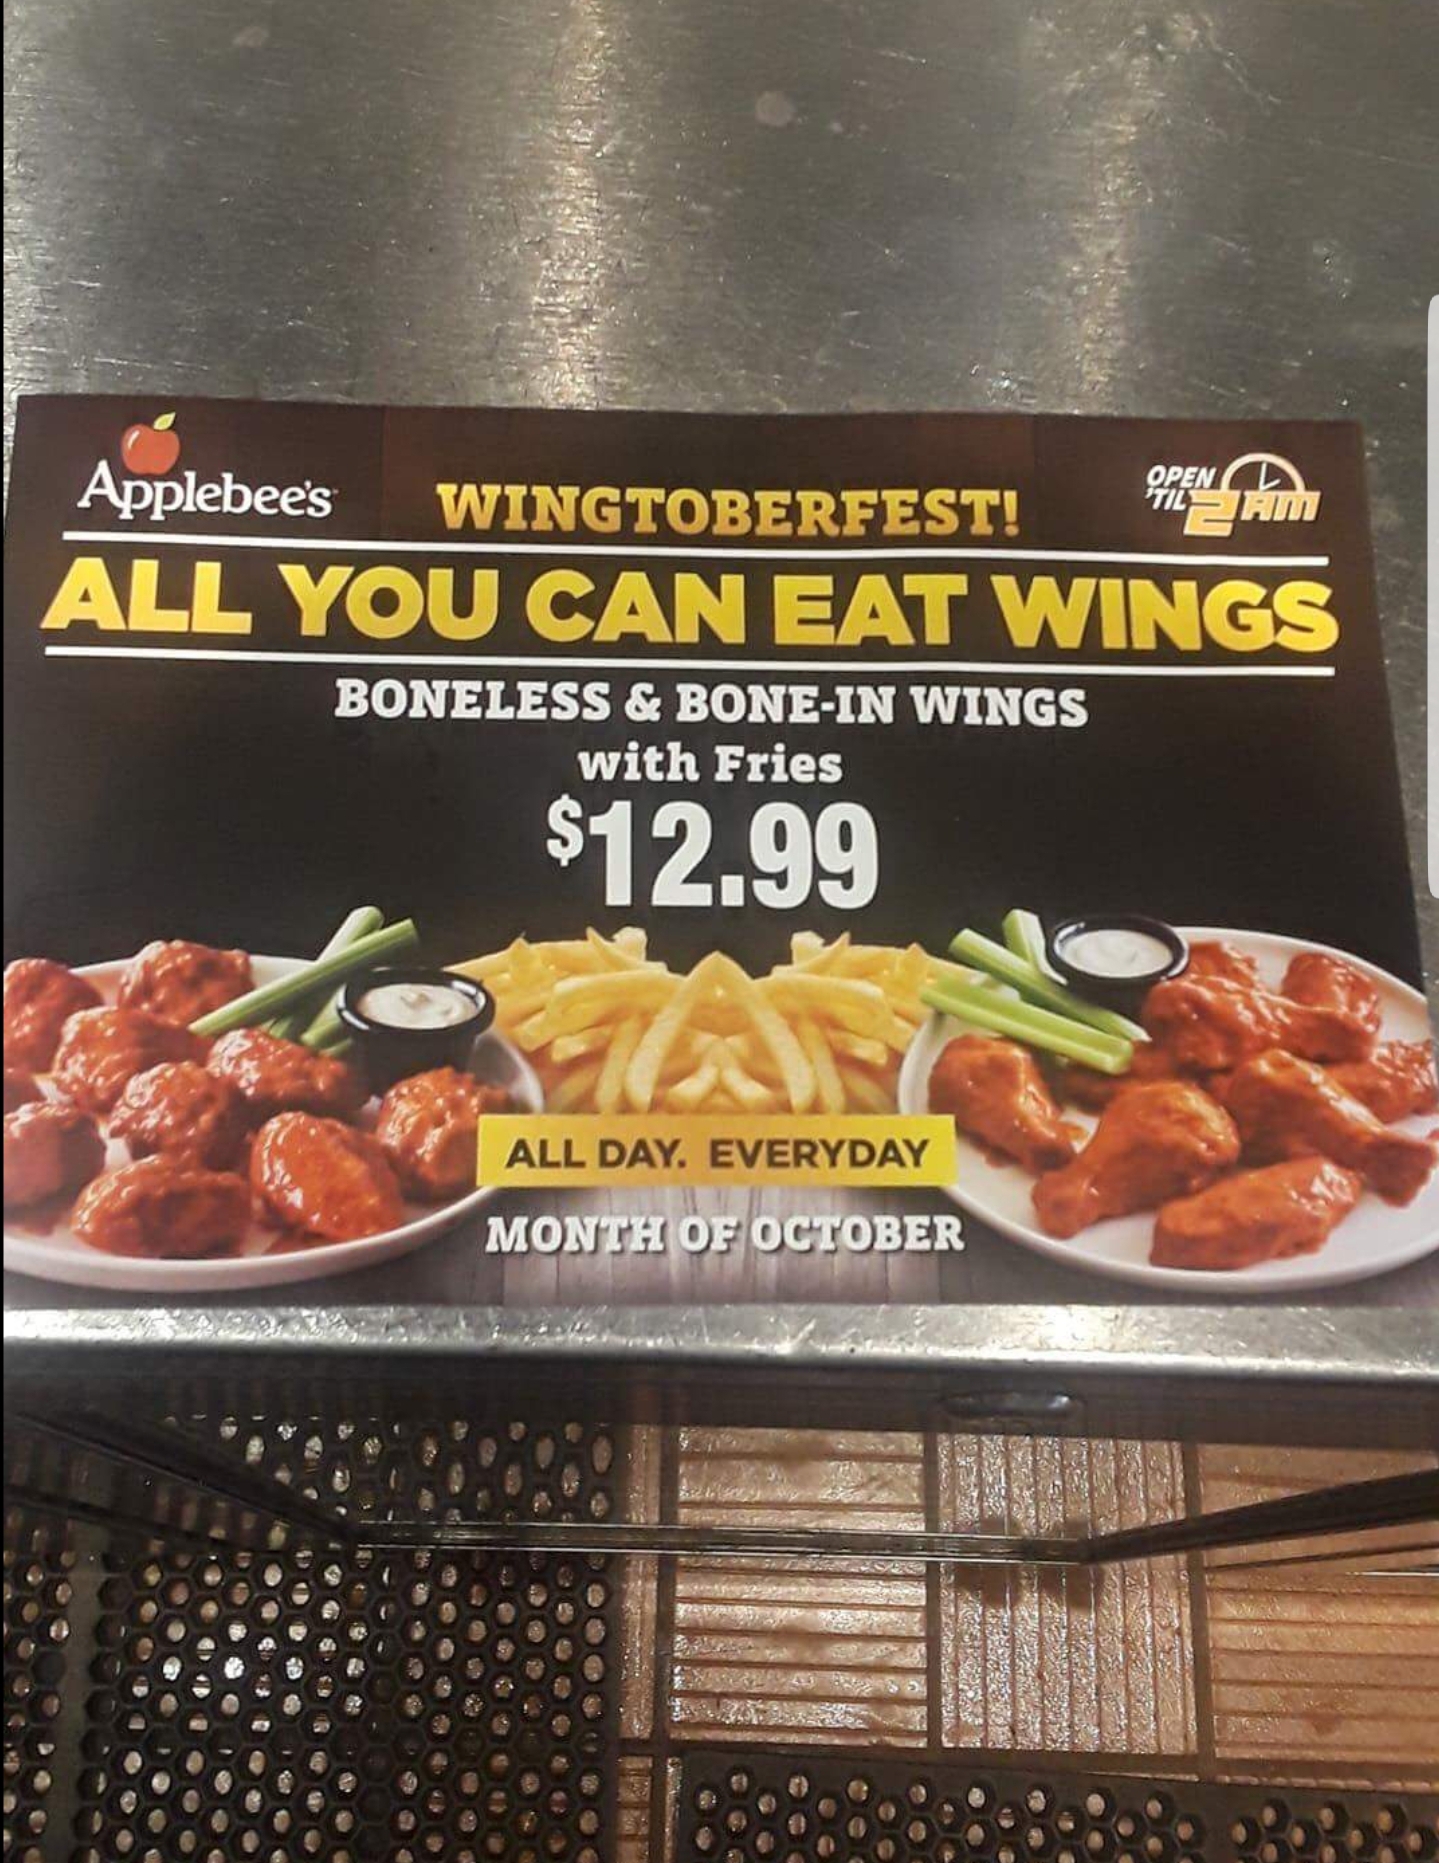 Applebee's
WINGTOBERFEST!
OPEN
'TIL 2 AM
ALL YOU CAN EAT WINGS
BONELESS & BONE-IN WINGS
with Fries
$12.99
ALL DAY. EVERYDAY
MONTH OF OCTOBER